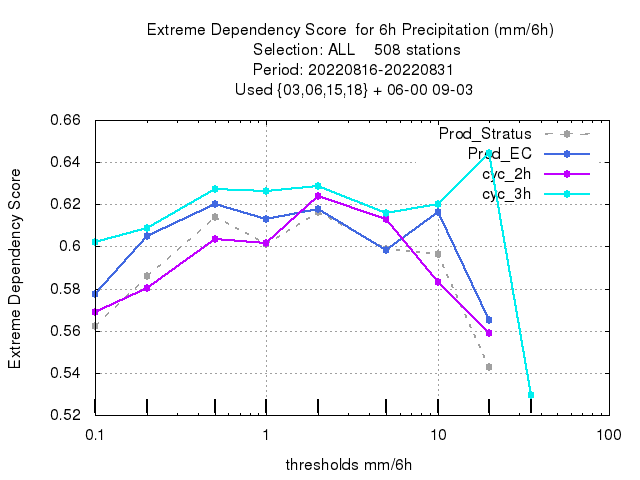 Extreme Dependency Score for 6h Precipitation (mm/6h)
Selection: ALL 508 stations
Period: 20220816-20220831
Used {03,06,15,18} + 06-00 09-03
Prod_Stratus
Prod_EC
cyc_2h
cyc_3h
Extreme Dependency Score
0.66
0.64
0.62
0.6
0.58
0.56
0.54
0.52
0.1 1 10 100
thresholds mm/6h